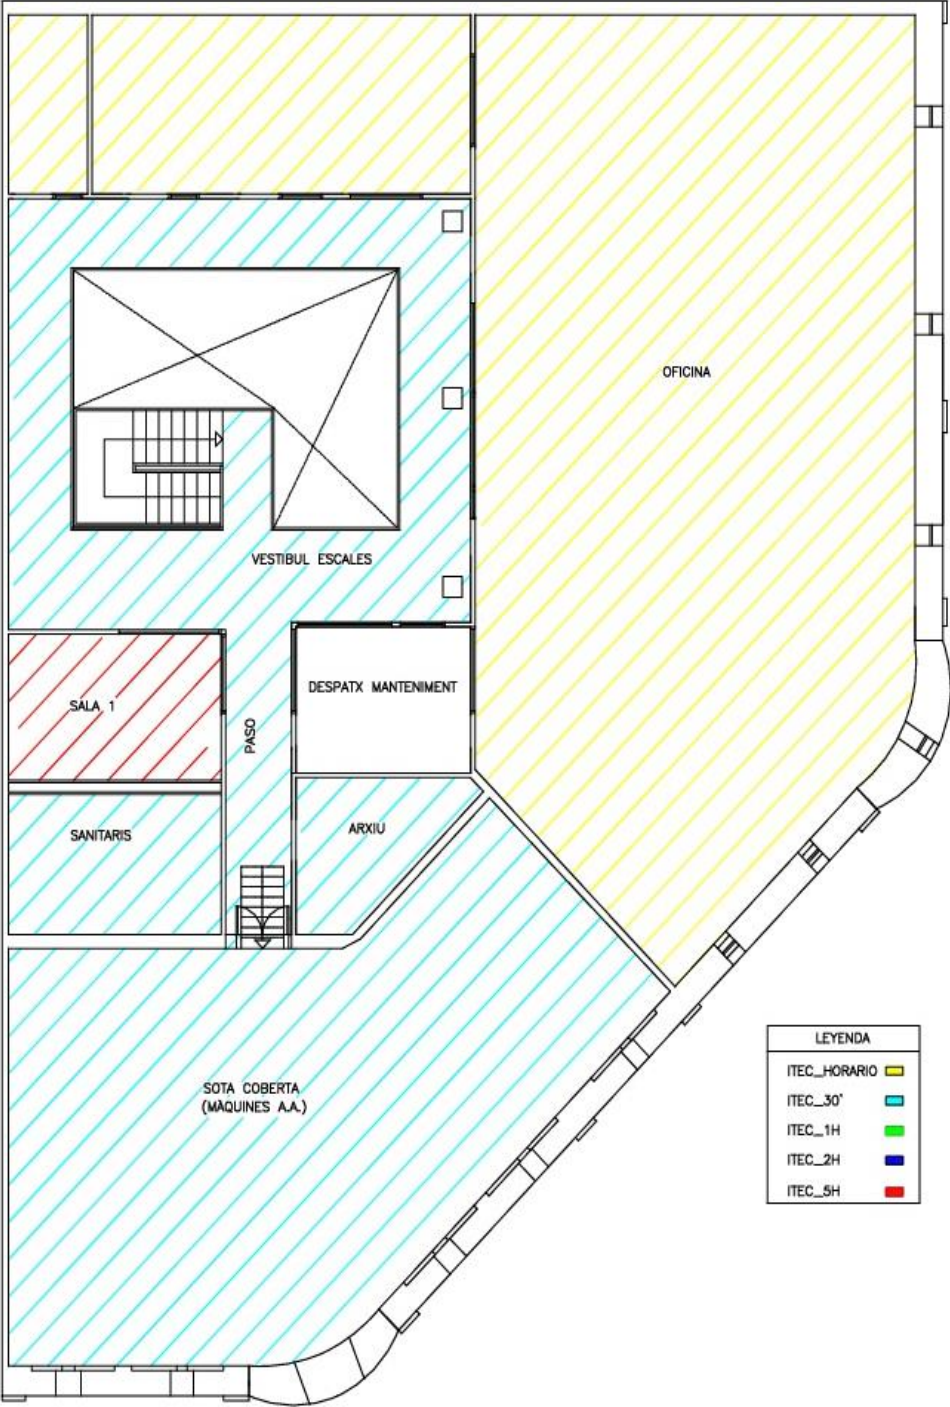 OFICINA
VESTIBUL ESCALES
SALA 1
PASO
DESPATX MANTENIMENT
SANITARIS
ARXIU
SOTA COBERTA
(MÀQUINES A.A.)
LEYENDA
ITEC_HORARIO
ITEC_30'
ITEC_1H
ITEC_2H
ITEC_5H